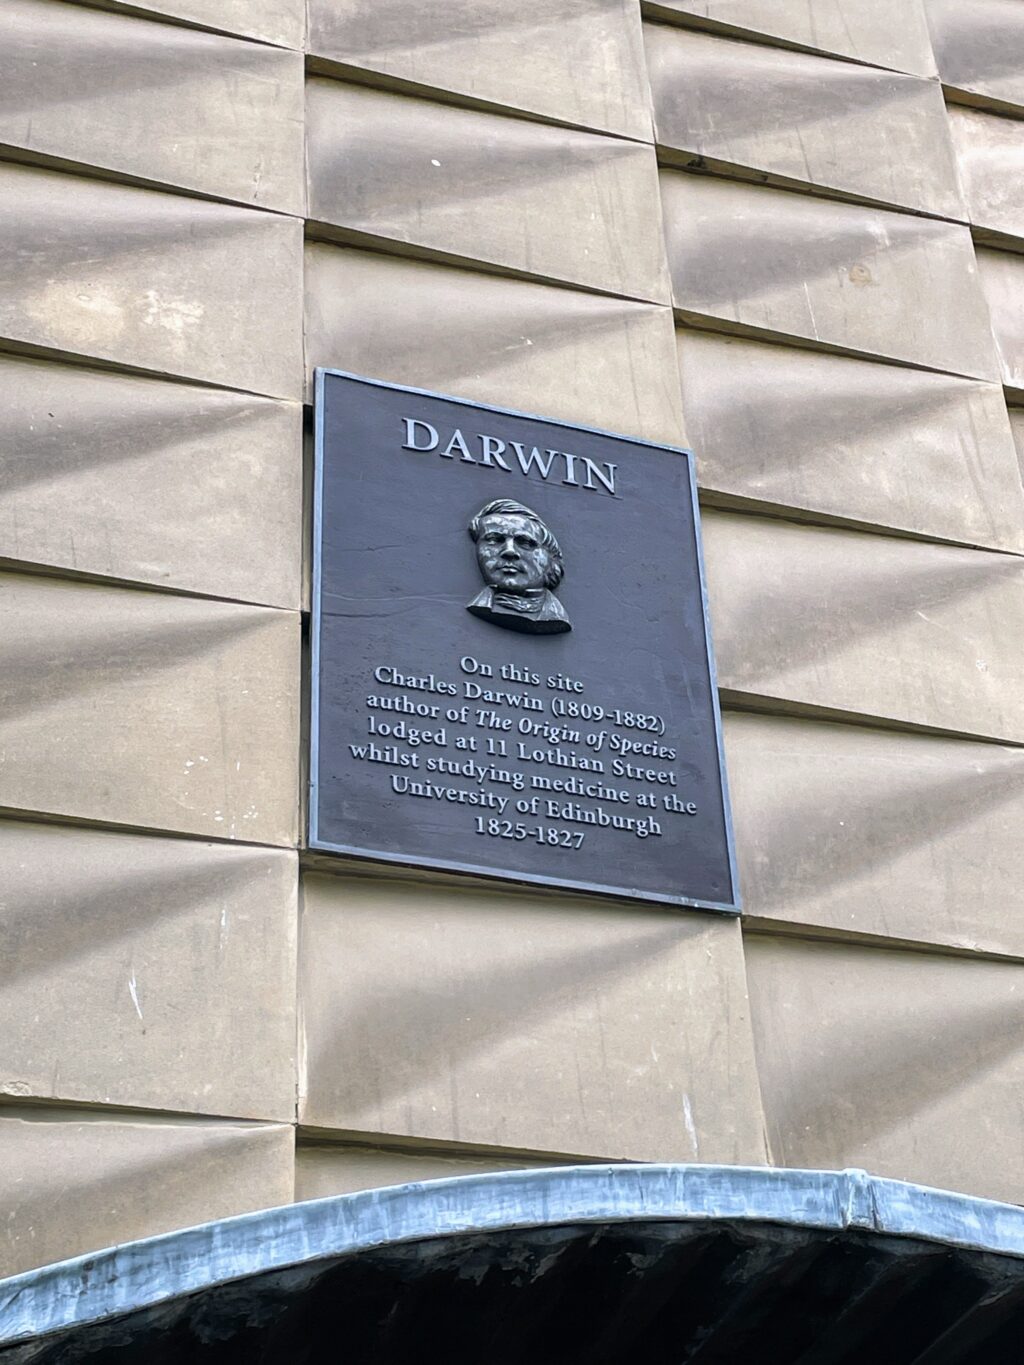 DARWIN
On this site
Charles Darwin (1809-1882)
author of The Origin of Species
lodged at 11 Lothian Street
whilst studying medicine at the
University of Edinburgh
1825-1827